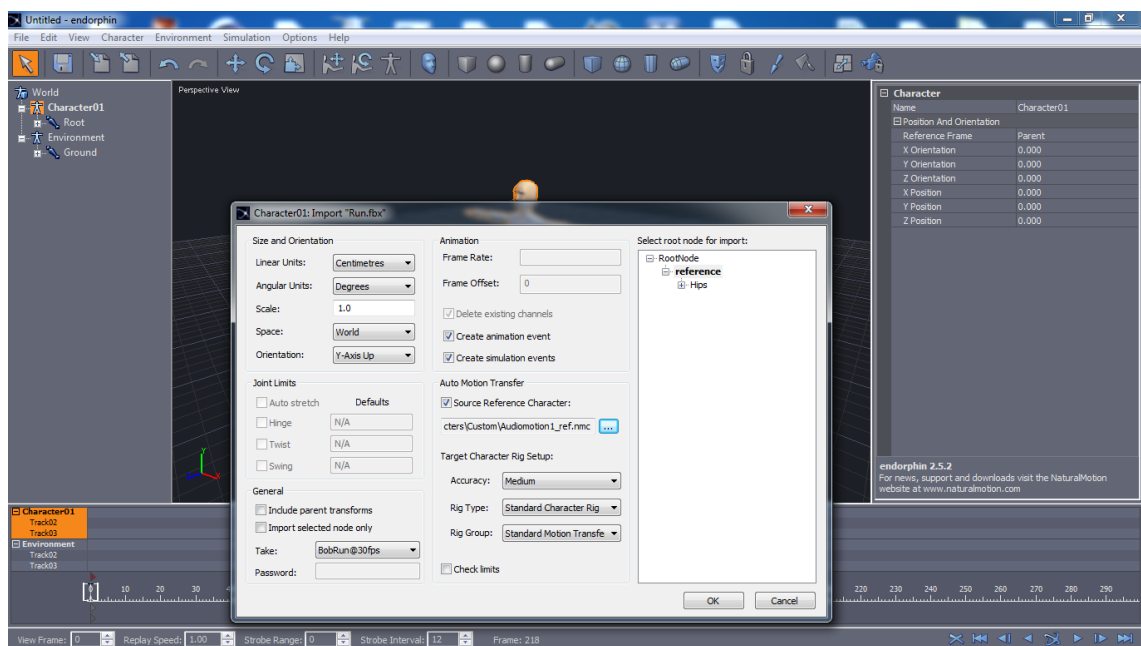 Untitled - endorphin
File Edit View Character Environment Simulation Options Help
World
Character01
Root
Environment
Ground
Perspective View
Character
Name Character01
Position And Orientation
Reference Frame Parent
X Orientation 0.000
Y Orientation 0.000
Z Orientation 0.000
X Position 0.000
Y Position 0.000
Z Position 0.000
Character01: Import "Run.fbx"
Size and Orientation
Linear Units: Centimetres
Angular Units: Degrees
Scale: 1.0
Space: World
Orientation: Y-Axis Up
Joint Limits
Auto stretch Defaults
Hinge N/A
Twist N/A
Swing N/A
General
Include parent transforms
Import selected node only
Take: BobRun@30fps
Password:
Animation
Frame Rate:
Frame Offset: 0
Delete existing channels
Create animation event
Create simulation events
Auto Motion Transfer
Source Reference Character:
cters\Custom\Audiomotion1_ref.nmc ...
Target Character Rig Setup:
Accuracy: Medium
Rig Type: Standard Character Rig
Rig Group: Standard Motion Transfe
Check limits
Select root node for import:
RootNode
reference
Hips
OK Cancel
Y
X
endorphin 2.5.2
For news, support and downloads visit the NaturalMotion
website at www.naturalmotion.com
Character01
Track02
Track03
Environment
Track02
Track03
0 10 20 30 220 230 240 250 260 270 280 290
View Frame: 0 Replay Speed: 1.00 Strobe Range: 0 Strobe Interval: 12 Frame: 218